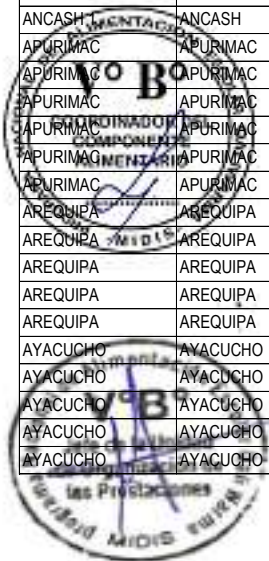 ANCASH 1 ANCASH
APURIMAC APURIMAC
APURIMAC APURIMAC
APURIMAC APURIMAC
APURIMAC APURIMAC
APURIMAC APURIMAC
APURIMAC APURIMAC
AREQUIPA AREQUIPA
AREQUIPA AREQUIPA
AREQUIPA AREQUIPA
AREQUIPA AREQUIPA
AREQUIPA AREQUIPA
AYACUCHO AYACUCHO
AYACUCHO AYACUCHO
AYACUCHO AYACUCHO
AYACUCHO AYACUCHO
AYACUCHO AYACUCHO
V° B°
COORDINADOR DEL
COMPONENTE
ALIMENTARIO
MIDIS
V° B°
las Prestaciones
MIDIS